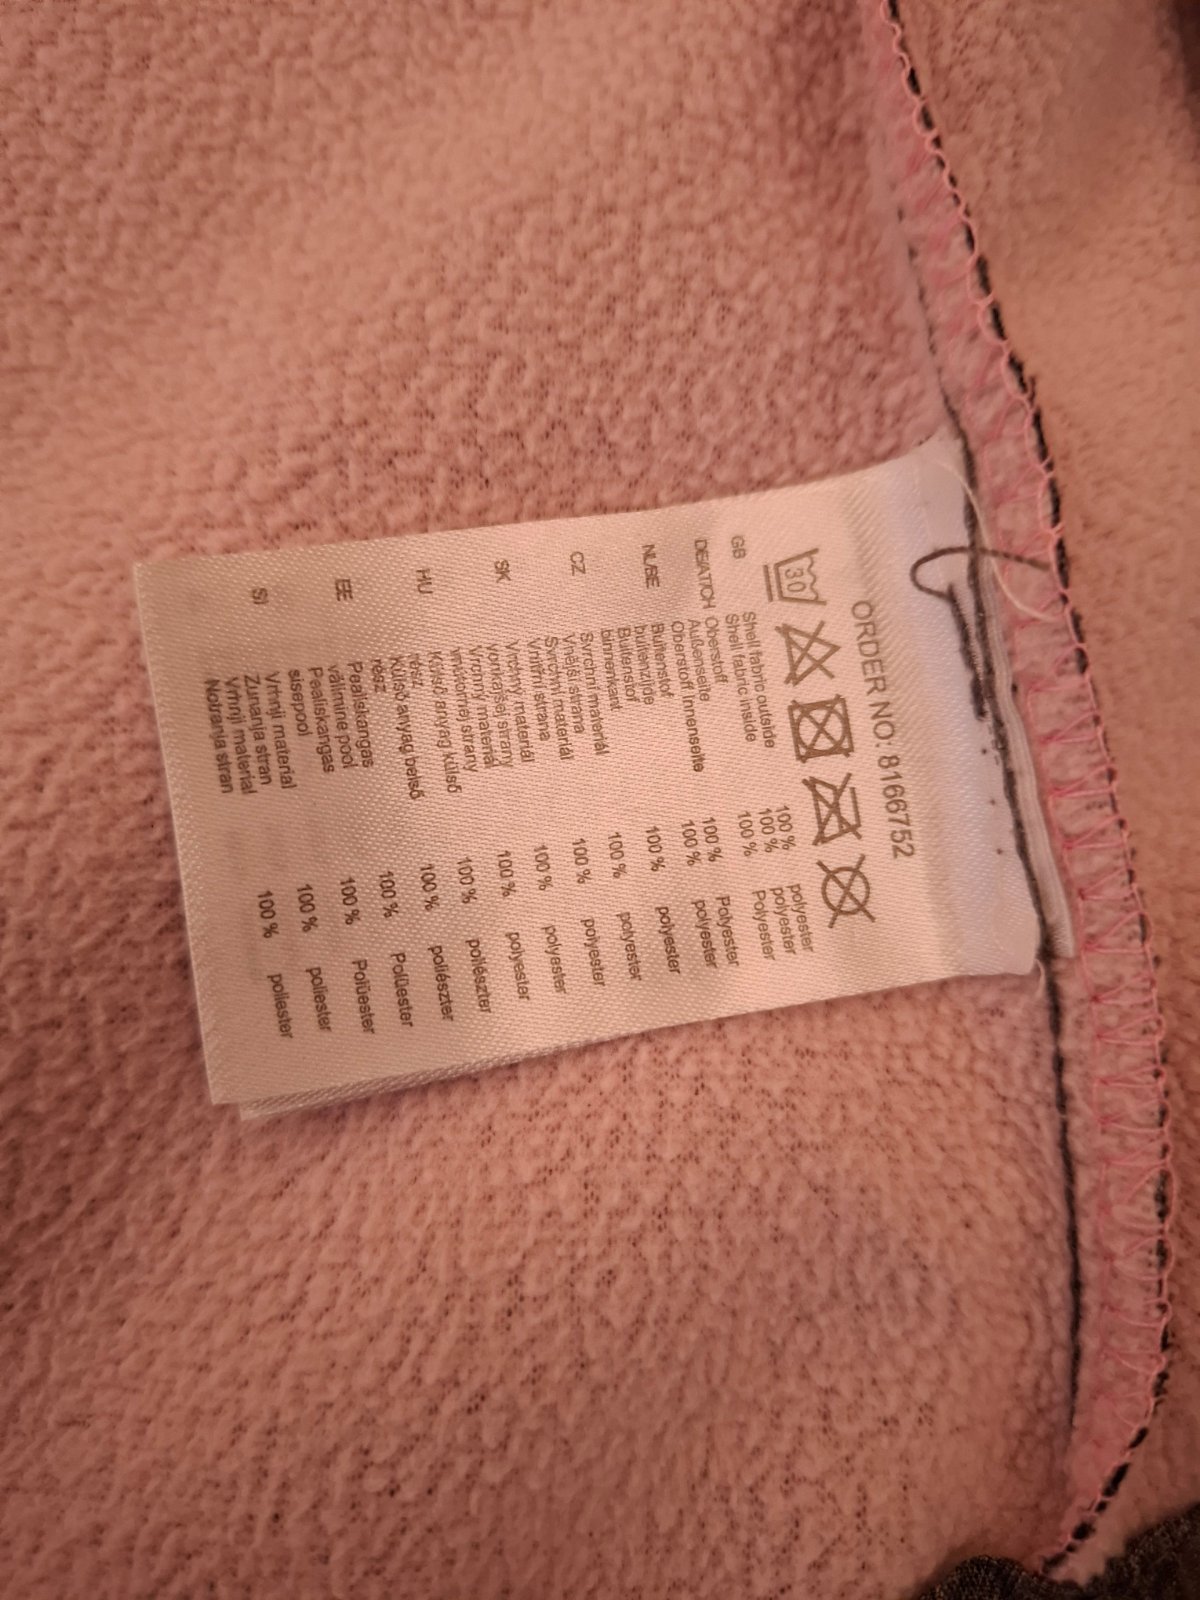 ORDER NO: 8166752
30
GB Shell fabric outside 100 % polyester
Shell fabric inside 100 % polyester
DE/AT/CH Oberstoff 100 % Polyester
Außenseite
Oberstoff Innenseite 100 % Polyester
NL/BE Buitenstof 100 % polyester
buitenzijde
Buitenstof 100 % polyester
binnenkant
CZ Svrchní materiál 100 % polyester
Vnější strana
Svrchní materiál 100 % polyester
Vnitřní strana
SK Vrchný materiál 100 % polyester
vonkajšej strany
Vrchný materiál 100 % polyester
vnútornej strany
HU Külső anyag külső 100 % poliészter
rész
Külső anyag belső 100 % poliészter
rész
EE Pealiskangas 100 % Polüester
välimine pool
Pealiskangas 100 % Polüester
sisepool
SI Vrhnji material 100 % poliester
Zunanja stran
Vrhnji material 100 % poliester
Notranja stran